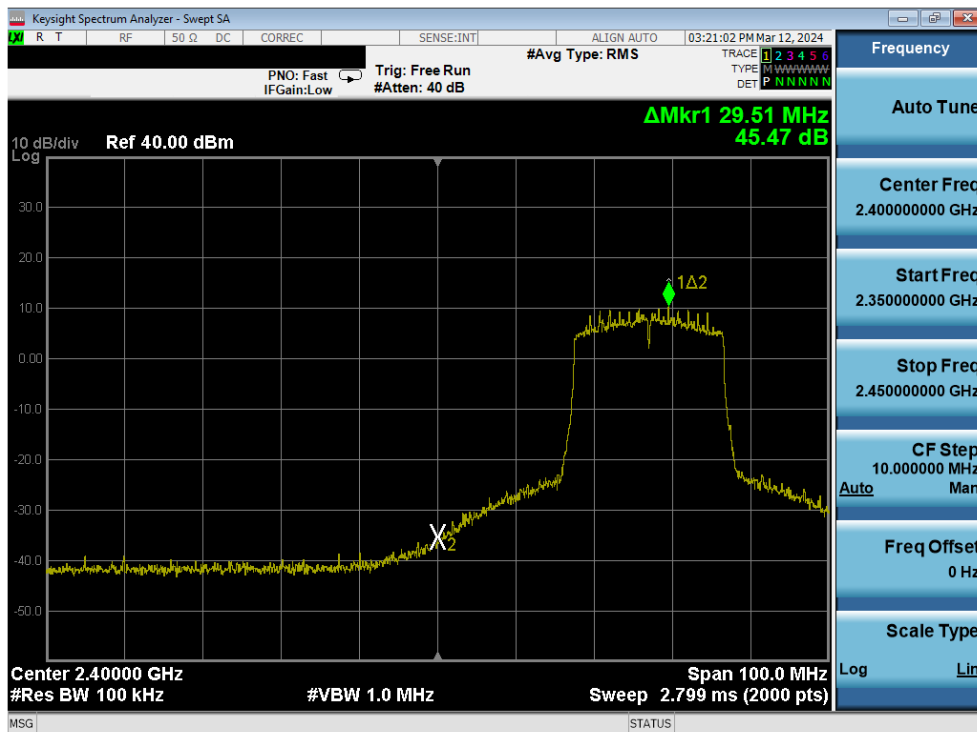 Keysight Spectrum Analyzer - Swept SA
LXI R T RF 50 Ω DC CORREC SENSE:INT ALIGN AUTO 03:21:02 PM Mar 12, 2024
#Avg Type: RMS TRACE 1 2 3 4 5 6
PNO: Fast Trig: Free Run TYPE M W W W W W
IFGain:Low #Atten: 40 dB DET P N N N N N
ΔMkr1 29.51 MHz
45.47 dB
10 dB/div Ref 40.00 dBm
Log
30.0
20.0
10.0
0.00
-10.0
-20.0
-30.0
-40.0
-50.0
1Δ2
X2
Center 2.40000 GHz Span 100.0 MHz
#Res BW 100 kHz #VBW 1.0 MHz Sweep 2.799 ms (2000 pts)
MSG STATUS
Frequency
Auto Tune
Center Freq
2.400000000 GHz
Start Freq
2.350000000 GHz
Stop Freq
2.450000000 GHz
CF Step
10.000000 MHz
Auto Man
Freq Offset
0 Hz
Scale Type
Log Lin